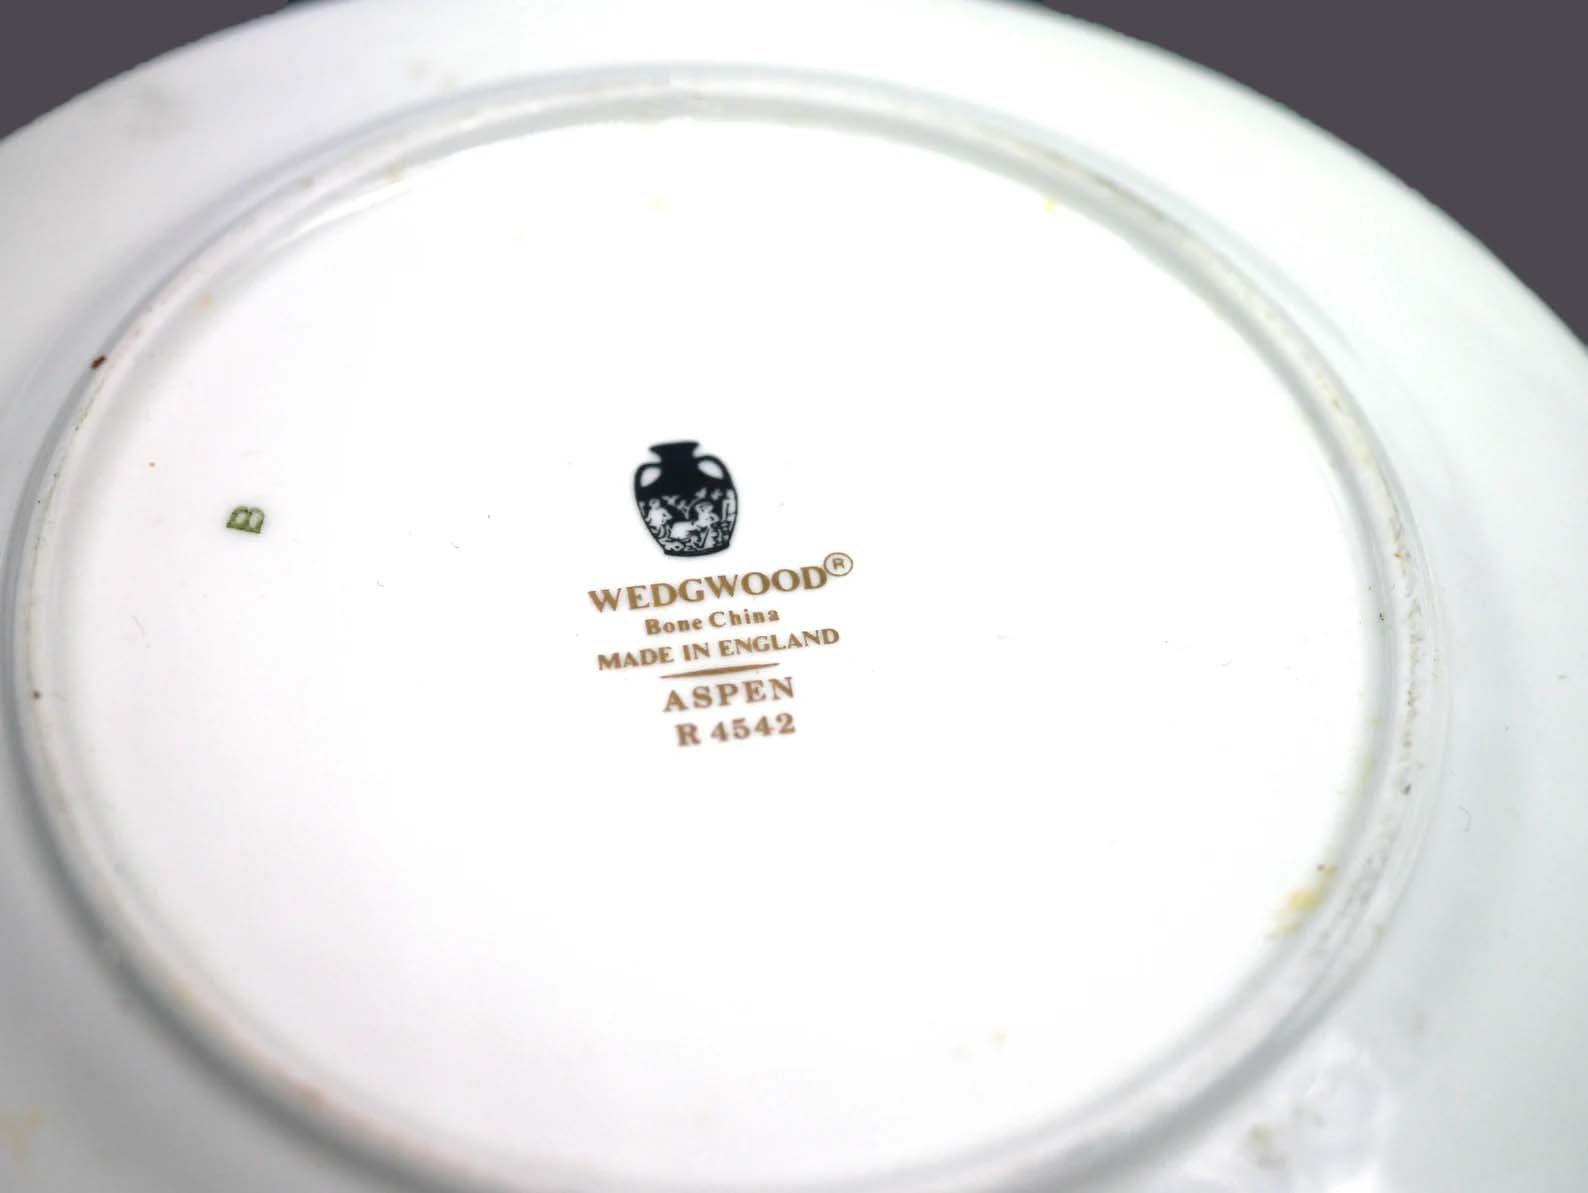 B
WEDGWOOD®
Bone China
MADE IN ENGLAND
ASPEN
R 4542